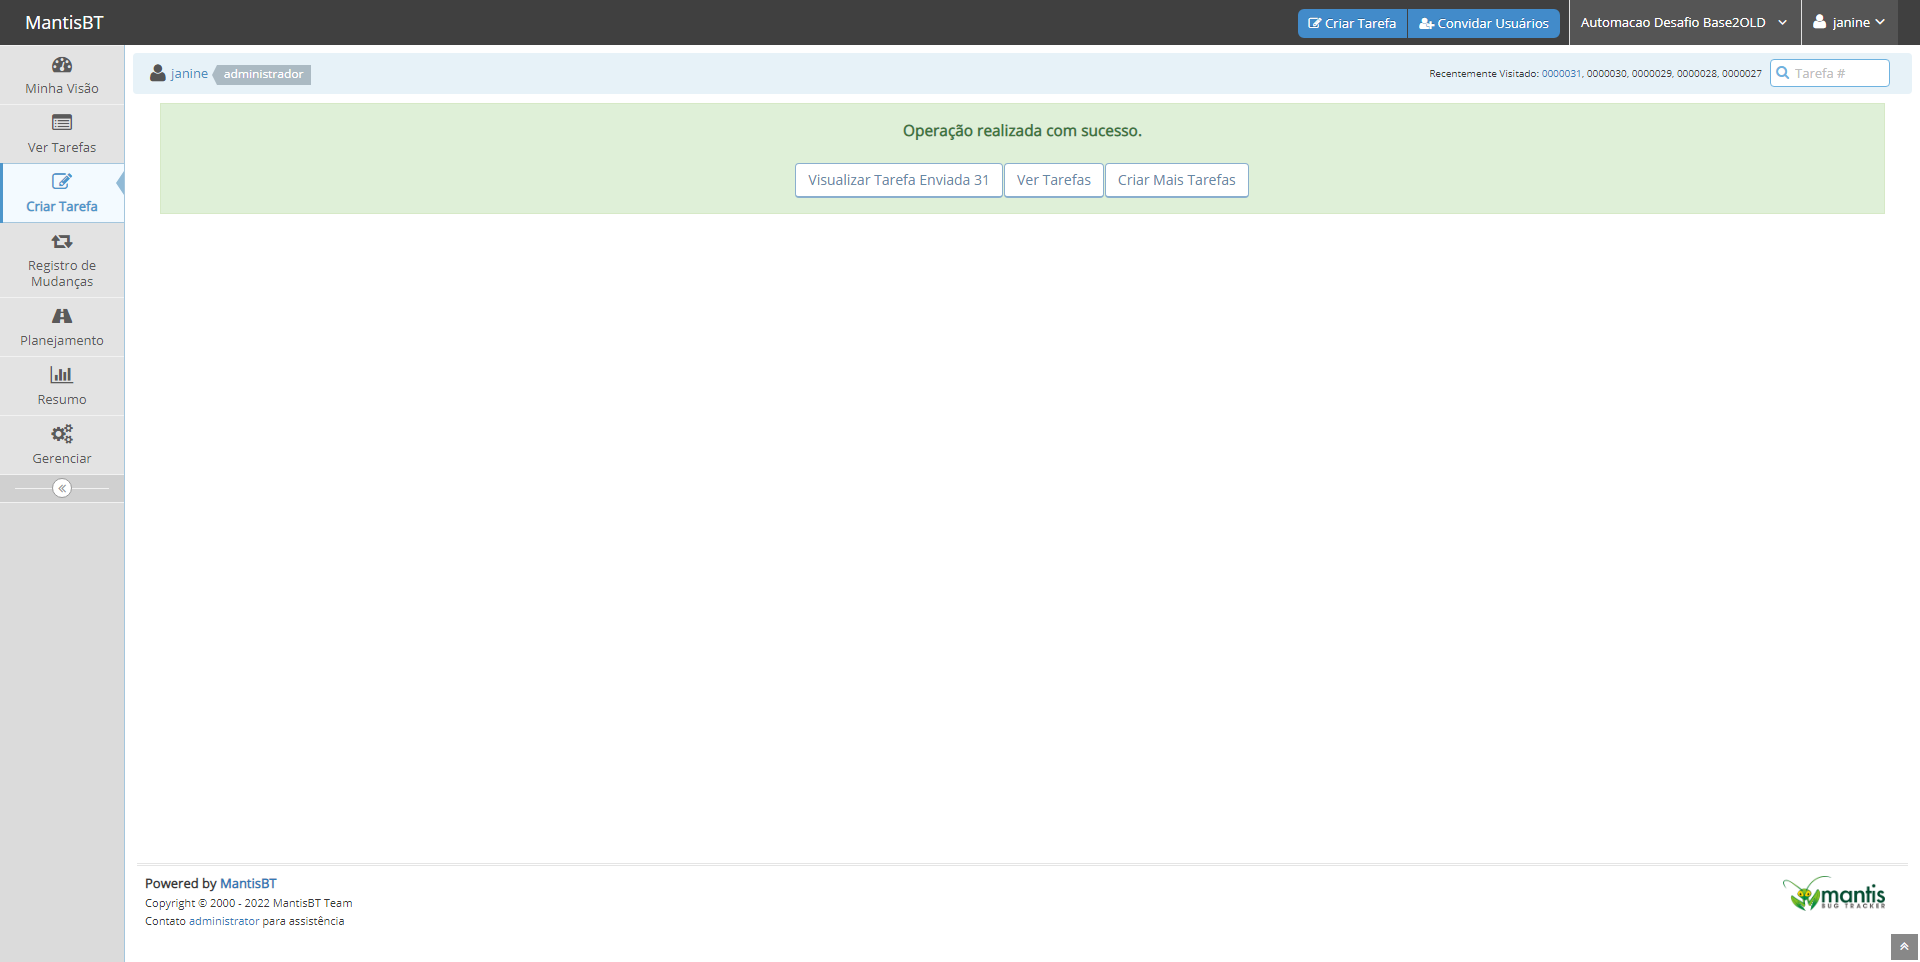 MantisBT
Criar Tarefa
Convidar Usuários
Automacao Desafio Base2OLD
janine
janine
administrador
Recentemente Visitado: 0000031, 0000030, 0000029, 0000028, 0000027
Tarefa #
Minha Visão
Ver Tarefas
Criar Tarefa
Registro de
Mudanças
Planejamento
Resumo
Gerenciar
Operação realizada com sucesso.
Visualizar Tarefa Enviada 31
Ver Tarefas
Criar Mais Tarefas
Powered by MantisBT
Copyright © 2000 - 2022 MantisBT Team
Contato administrator para assistência
mantis
BUG TRACKER